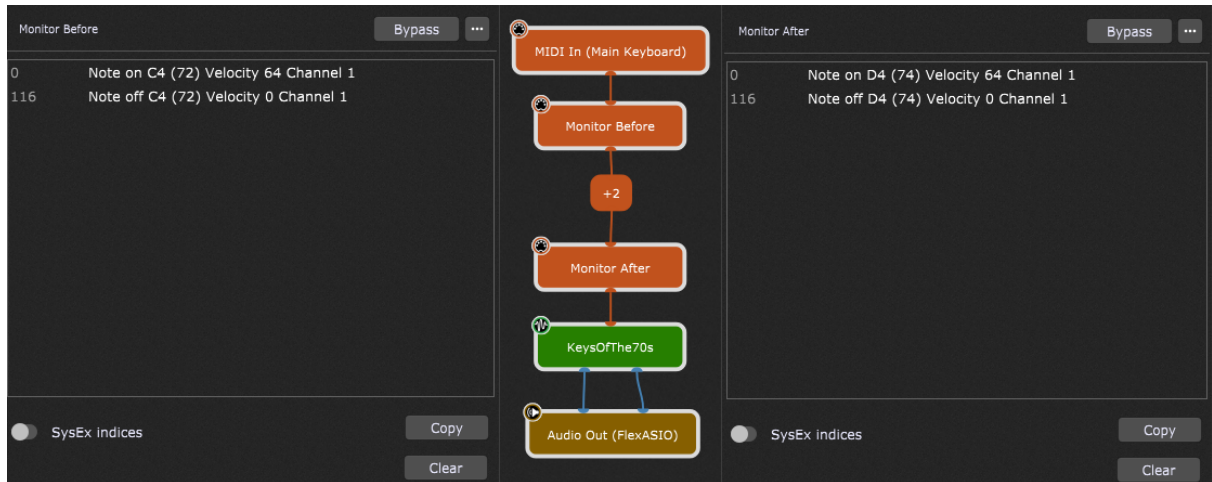 Monitor Before
Bypass
...
0 Note on C4 (72) Velocity 64 Channel 1
116 Note off C4 (72) Velocity 0 Channel 1
SysEx indices
Copy
Clear
MIDI In (Main Keyboard)
Monitor Before
+2
Monitor After
KeysOfThe70s
Audio Out (FlexASIO)
Monitor After
Bypass
...
0 Note on D4 (74) Velocity 64 Channel 1
116 Note off D4 (74) Velocity 0 Channel 1
SysEx indices
Copy
Clear